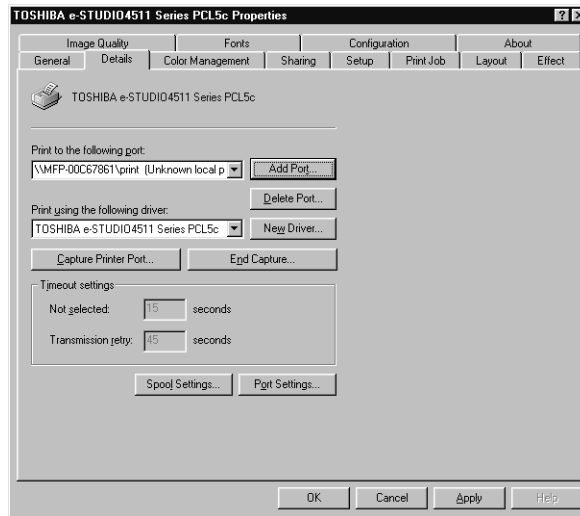 TOSHIBA e-STUDIO4511 Series PCL5c Properties
Image Quality Fonts Configuration About
General Details Color Management Sharing Setup Print Job Layout Effect
TOSHIBA e-STUDIO4511 Series PCL5c
Print to the following port:
\\MFP-00C67861\print (Unknown local p
Add Port...
Delete Port...
Print using the following driver:
TOSHIBA e-STUDIO4511 Series PCL5c
New Driver...
Capture Printer Port... End Capture...
Timeout settings
Not selected: 15 seconds
Transmission retry: 45 seconds
Spool Settings... Port Settings...
OK Cancel Apply Help